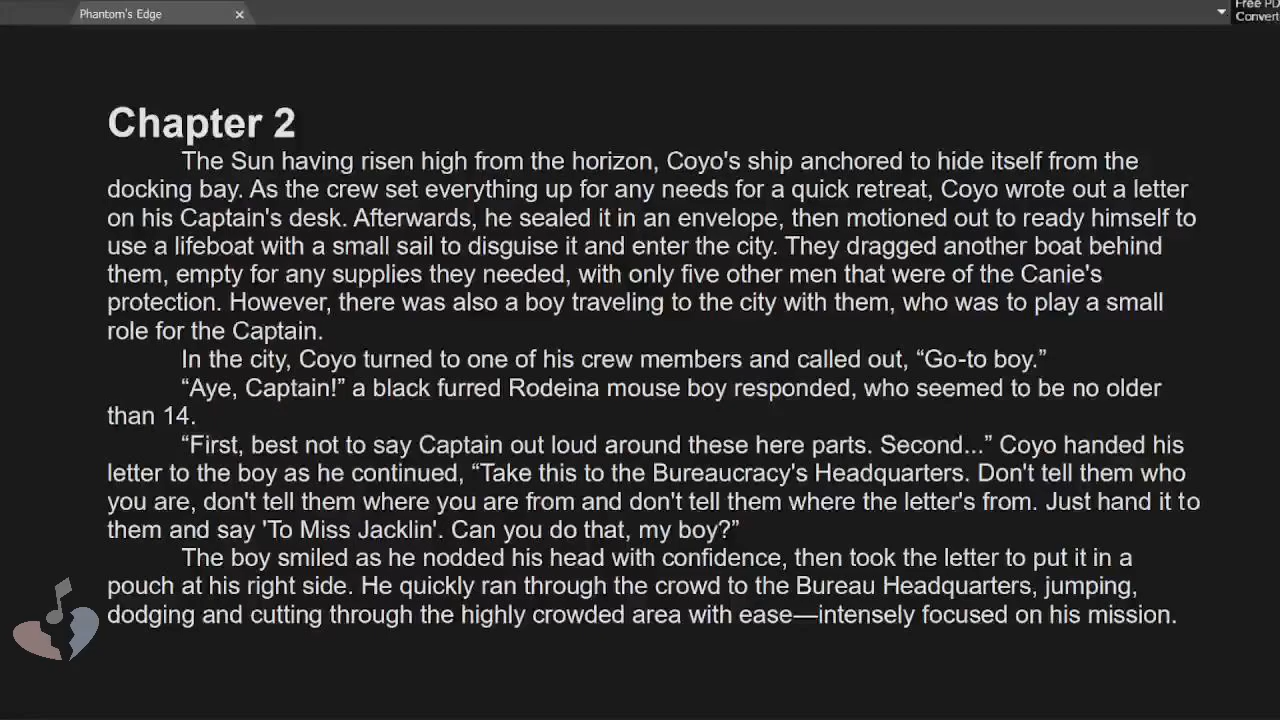 Phantom's Edge
Free PD
Convert
Chapter 2
The Sun having risen high from the horizon, Coyo's ship anchored to hide itself from the
docking bay. As the crew set everything up for any needs for a quick retreat, Coyo wrote out a letter
on his Captain's desk. Afterwards, he sealed it in an envelope, then motioned out to ready himself to
use a lifeboat with a small sail to disguise it and enter the city. They dragged another boat behind
them, empty for any supplies they needed, with only five other men that were of the Canie's
protection. However, there was also a boy traveling to the city with them, who was to play a small
role for the Captain.
In the city, Coyo turned to one of his crew members and called out, “Go-to boy.”
“Aye, Captain!” a black furred Rodeina mouse boy responded, who seemed to be no older
than 14.
“First, best not to say Captain out loud around these here parts. Second...” Coyo handed his
letter to the boy as he continued, “Take this to the Bureaucracy's Headquarters. Don't tell them who
you are, don't tell them where you are from and don't tell them where the letter's from. Just hand it to
them and say 'To Miss Jacklin'. Can you do that, my boy?”
The boy smiled as he nodded his head with confidence, then took the letter to put it in a
pouch at his right side. He quickly ran through the crowd to the Bureau Headquarters, jumping,
dodging and cutting through the highly crowded area with ease—intensely focused on his mission.